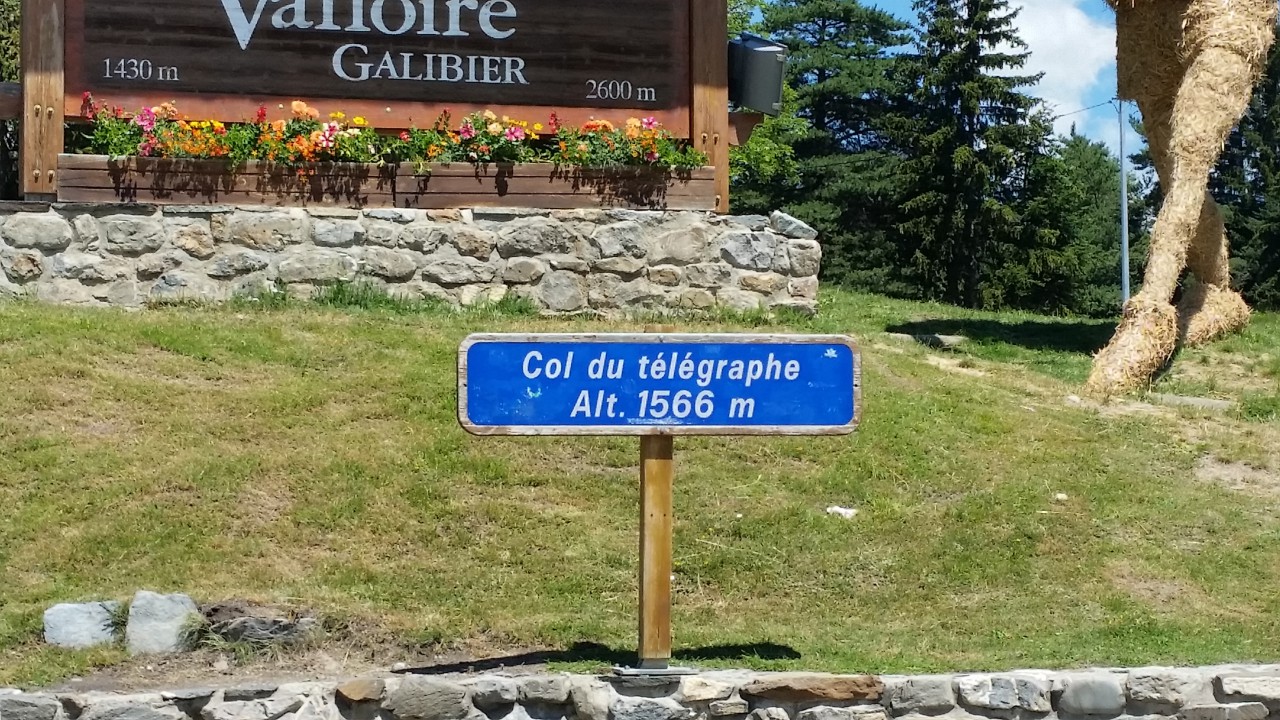 Valloire
GALIBIER
1430 m
2600 m
Col du télégraphe
Alt. 1566 m